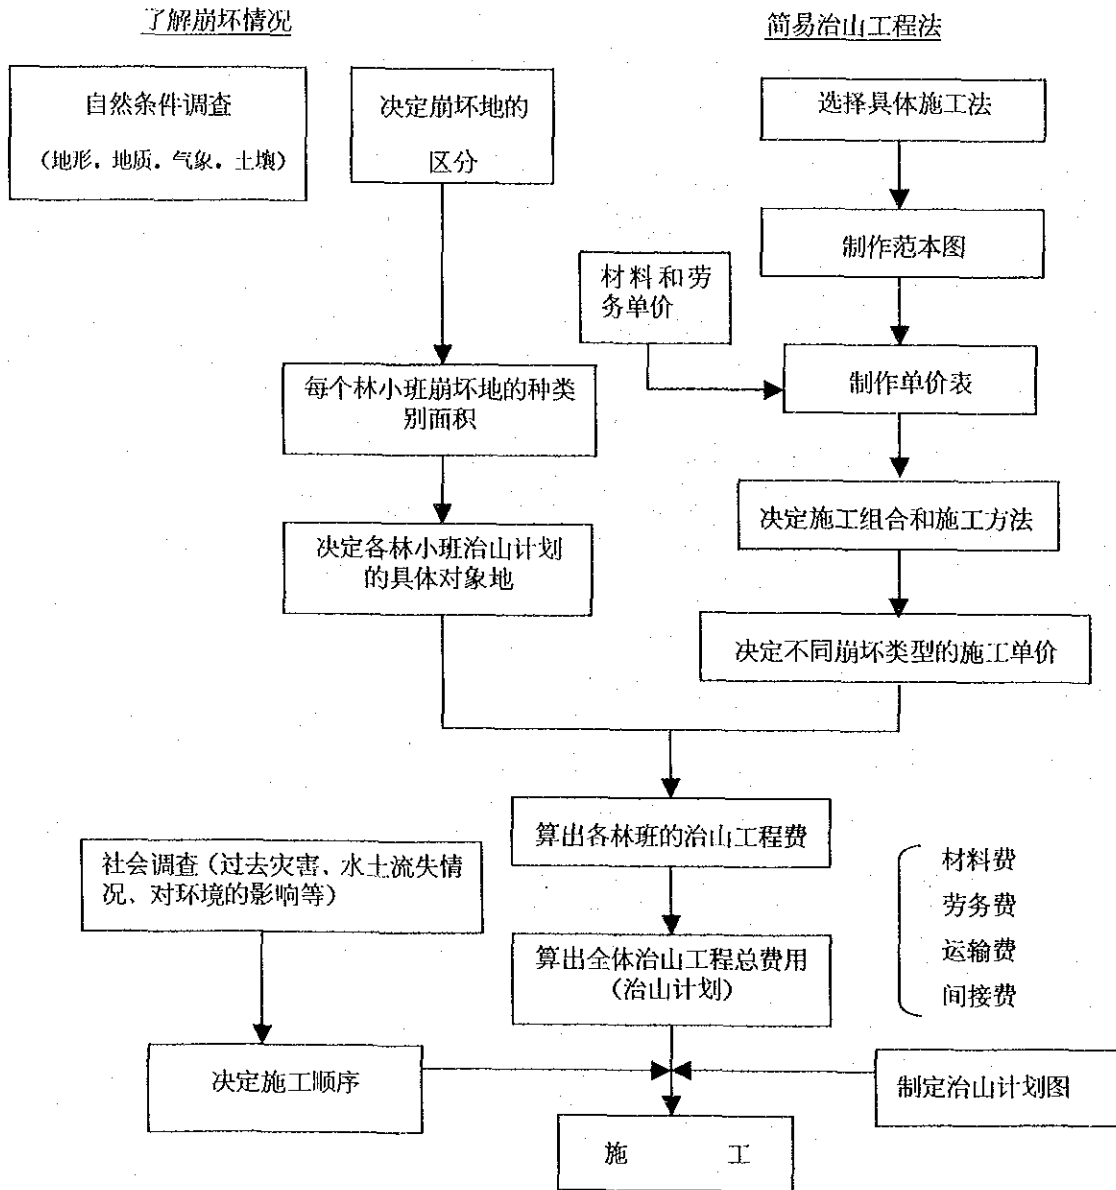 了解崩坏情况
简易治山工程法
自然条件调查
（地形．地质．气象．土壤）
决定崩坏地的
区分
选择具体施工法
制作范本图
材料和劳
务单价
制作单价表
每个林小班崩坏地的种类
别面积
决定施工组合和施工方法
决定各林小班治山计划
的具体对象地
决定不同崩坏类型的施工单价
算出各林班的治山工程费
社会调查（过去灾害、水土流失情
况、对环境的影响等）
算出全体治山工程总费用
（治山计划）
材料费
劳务费
运输费
间接费
决定施工顺序
制定治山计划图
施 工